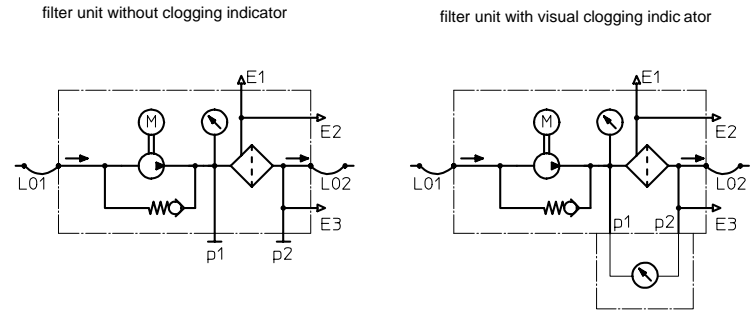 filter unit without clogging indicator
filter unit with visual clogging indic ator
E1
M
E2
L01
L02
E3
p1
p2
E1
M
E2
L01
L02
p1
p2
E3